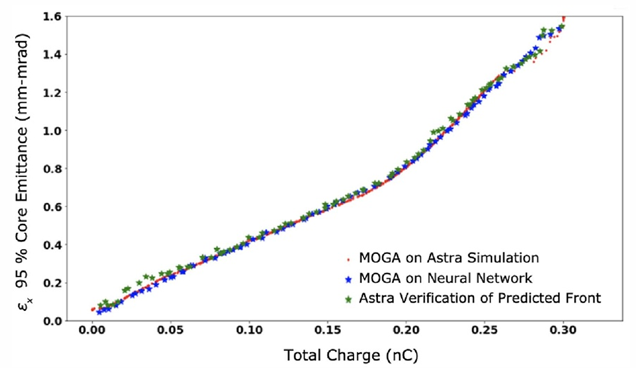 1.6
1.4
1.2
1.0
0.8
0.6
0.4
0.2
0.0
εx 95 % Core Emittance (mm-mrad)
MOGA on Astra Simulation
MOGA on Neural Network
Astra Verification of Predicted Front
0.00 0.05 0.10 0.15 0.20 0.25 0.30
Total Charge (nC)